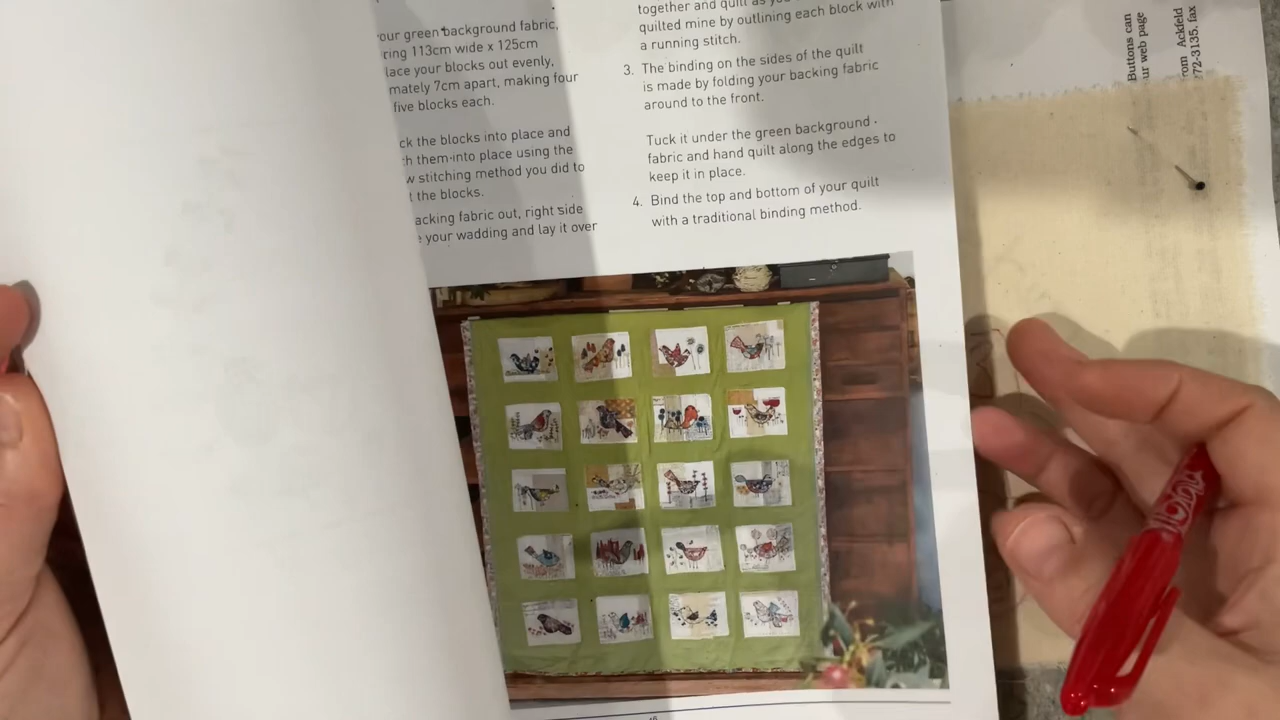 our green background fabric,
ring 113cm wide x 125cm
lace your blocks out evenly,
mately 7cm apart, making four
five blocks each.
ck the blocks into place and
h them into place using the
w stitching method you did to
t the blocks.
acking fabric out, right side
e your wadding and lay it over
together and quilt as you
quilted mine by outlining each block with
a running stitch.
3. The binding on the sides of the quilt
is made by folding your backing fabric
around to the front.
Tuck it under the green background
fabric and hand quilt along the edges to
keep it in place.
4. Bind the top and bottom of your quilt
with a traditional binding method.
Buttons can
ur web page
rom Ackfeld
972-3135, fax